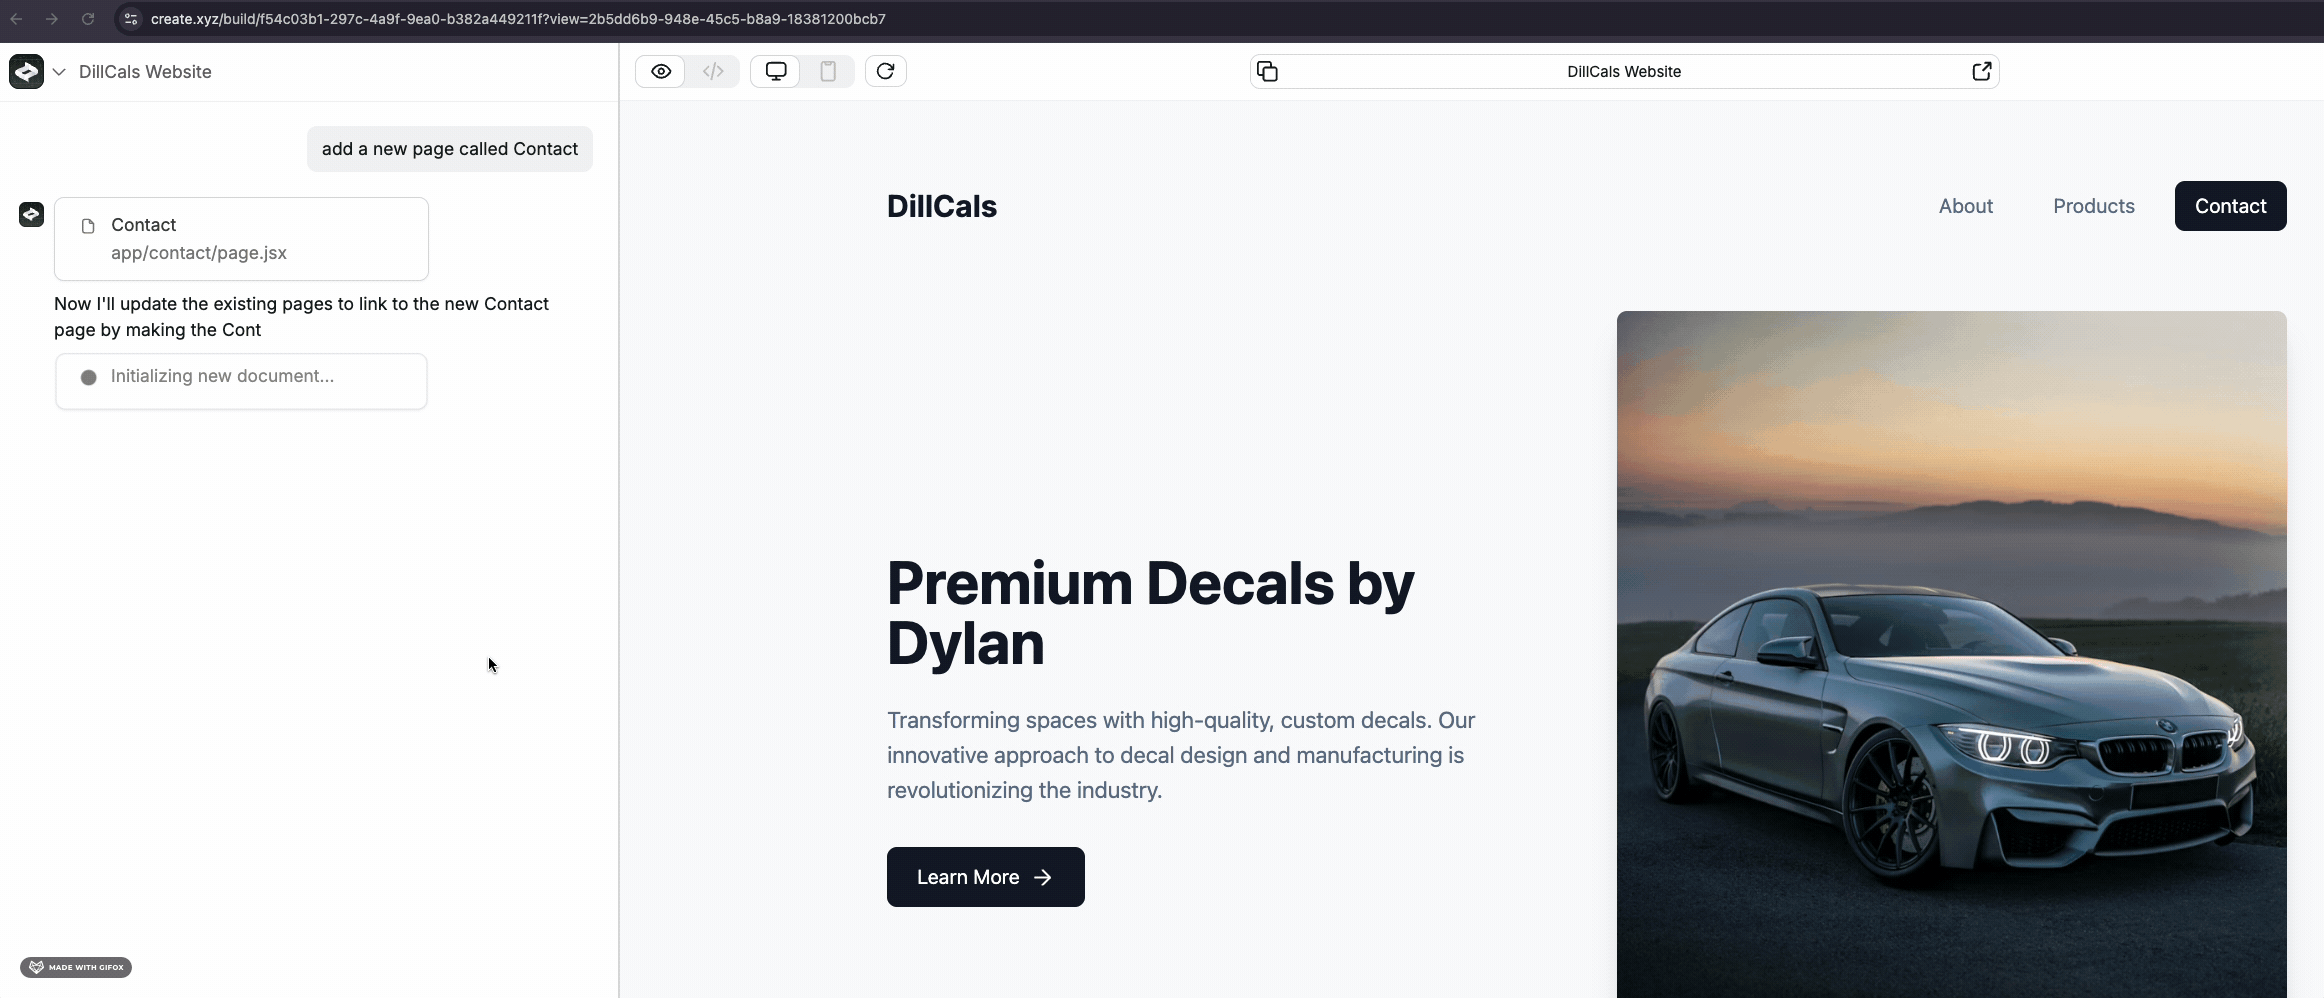 create.xyz/build/f54c03b1-297c-4a9f-9ea0-b382a449211f?view=2b5dd6b9-948e-45c5-b8a9-18381200bcb7
DillCals Website
DillCals Website
add a new page called Contact
Contact
app/contact/page.jsx
Now I'll update the existing pages to link to the new Contact
page by making the Cont
Initializing new document...
MADE WITH GIFOX
DillCals
About
Products
Contact
Premium Decals by
Dylan
Transforming spaces with high-quality, custom decals. Our
innovative approach to decal design and manufacturing is
revolutionizing the industry.
Learn More